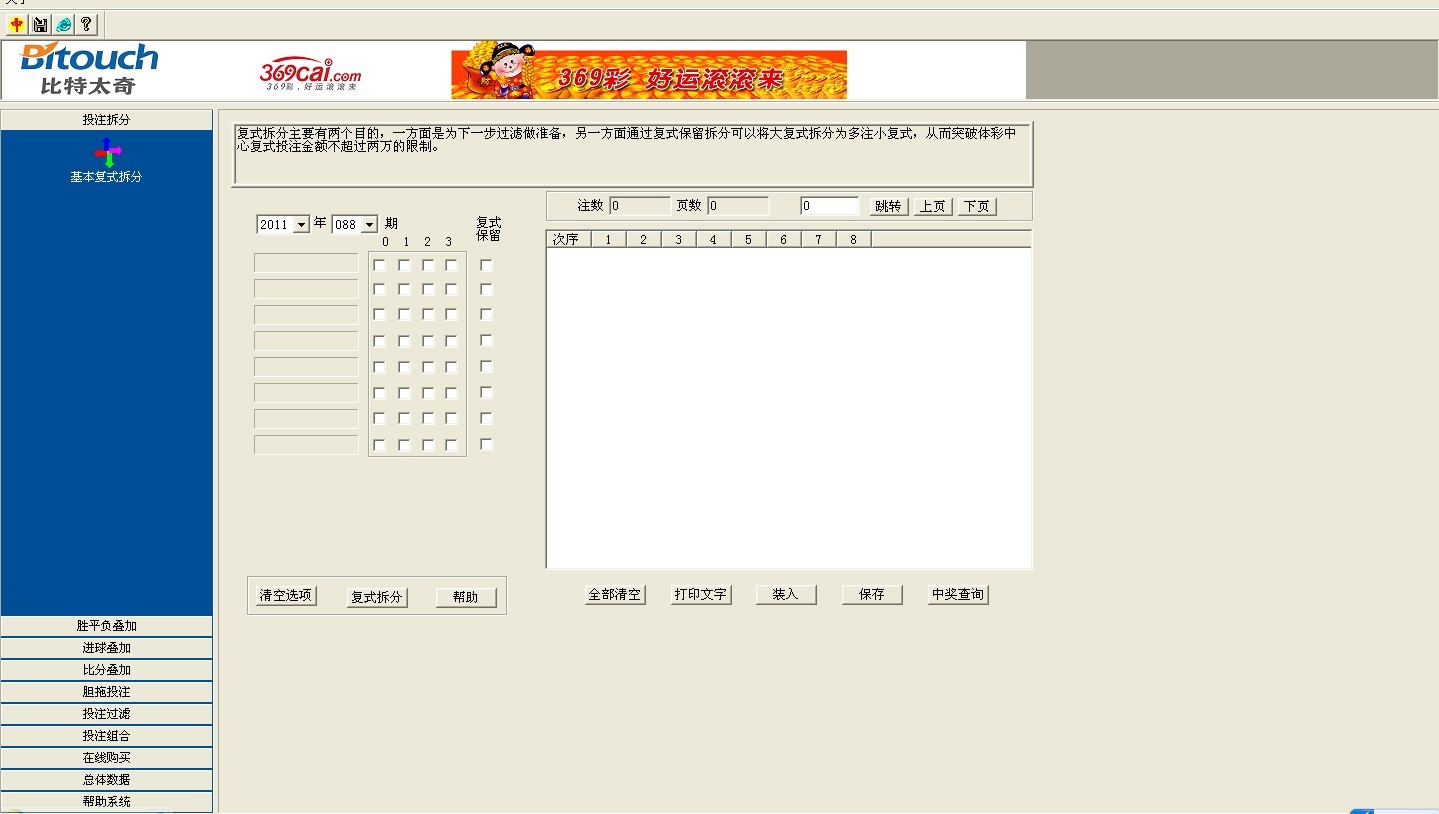 Bitouch
比特太奇
369cai.com
369彩,好运滚滚来
369彩 好运滚滚来
投注拆分
基本复式拆分
胜平负叠加
进球叠加
比分叠加
胆拖投注
投注过滤
投注组合
在线购买
总体数据
帮助系统
复式拆分主要有两个目的，一方面是为下一步过滤做准备，另一方面通过复式保留拆分可以将大复式拆分为多注小复式，从而突破体彩中
心复式投注金额不超过两万的限制。
2011 年 088 期
0 1 2 3
复式
保留
注数 0 页数 0 0 跳转 上页 下页
次序 1 2 3 4 5 6 7 8
清空选项 复式拆分 帮助
全部清空 打印文字 装入 保存 中奖查询